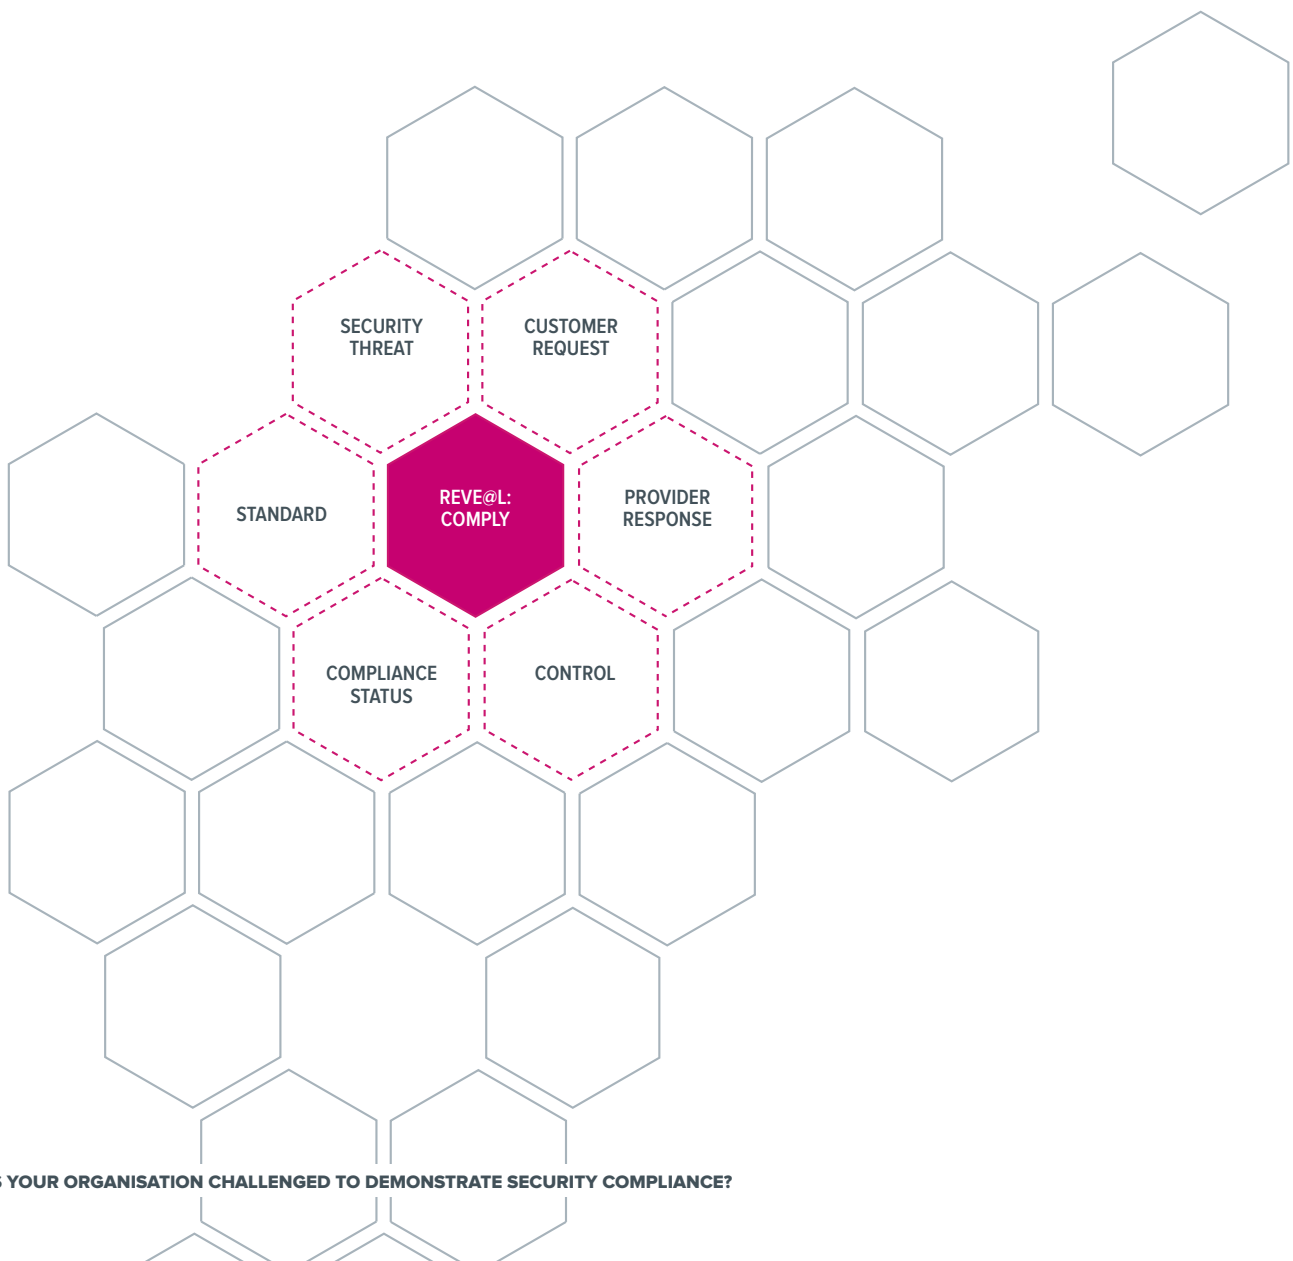 SECURITY
THREAT
CUSTOMER
REQUEST
STANDARD
REVE@L:
COMPLY
PROVIDER
RESPONSE
COMPLIANCE
STATUS
CONTROL
YOUR ORGANISATION CHALLENGED TO DEMONSTRATE SECURITY COMPLIANCE?